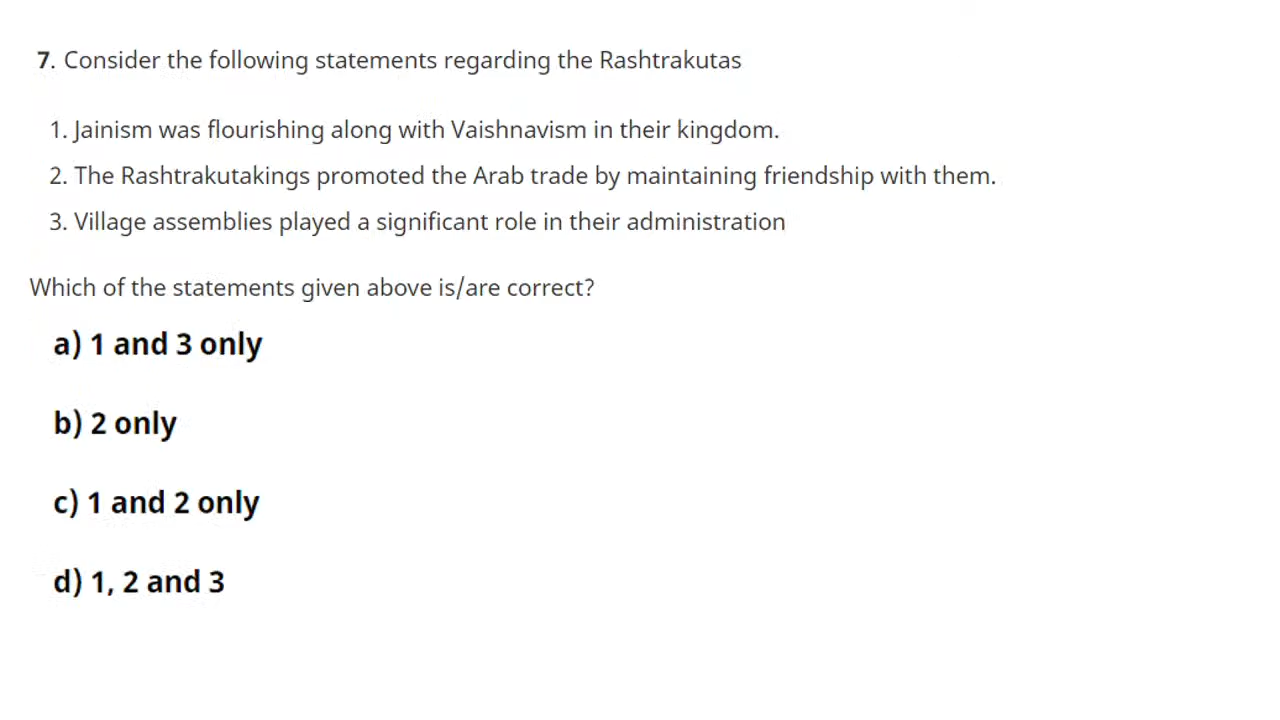 7. Consider the following statements regarding the Rashtrakutas
1. Jainism was flourishing along with Vaishnavism in their kingdom.
2. The Rashtrakutakings promoted the Arab trade by maintaining friendship with them.
3. Village assemblies played a significant role in their administration
Which of the statements given above is/are correct?
a) 1 and 3 only
b) 2 only
c) 1 and 2 only
d) 1, 2 and 3